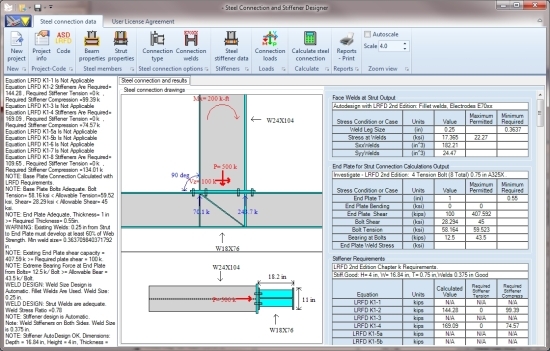 - Steel Connection and Stiffener Designer
Steel connection data
User License Agreement
New project
Project info
ASD LRFD Code
Beam properties
Strut properties
Connection type
Connection welds
Steel stiffener data
Connection loads
Calculate steel connection
Reports - Print
Autoscale
Scale 4.0
Project
Project - Code
Steel members
Steel connection options
Stiffeners
Loads
Calculate
Reports
Zoom view
Equation LRFD K1-1 Is Not Applicable
Equation LRFD K1-2 Stiffeners Are Required=
144.28 , Required Stiffener Tension =0k ,
Required Stiffener Compression =99.39 k
Equation LRFD K1-3 Is Not Applicable
Equation LRFD K1-4 Stiffeners Are Required=
169.09 , Required Stiffener Tension =0k ,
Required Stiffener Compression =74.57 k
Equation LRFD K1-5a Is Not Applicable
Equation LRFD K1-5b Is Not Applicable
Equation LRFD K1-6 Is Not Applicable
Equation LRFD K1-7 Is Not Applicable
Equation LRFD K1-8 Stiffeners Are Required=
109.65 , Required Stiffener Tension =0k ,
Required Stiffener Compression =134.01 k
NOTE: Base Plate Connection Calculated with
LRFD Requirements.
NOTE: Base Plate Bolts Adequate. Bolt
Tension= 58.16 ksi < Allowable Tension=59.52
ksi, Shear= 28.29 ksi < Allowable Shear= 45
ksi.
NOTE: End Plate Adequate, Thickness= 1 in
>= Required Thickness= 0.55in.
WARNING: Existing Welds: 0.25 in from Strut
to End Plate must develop at least 60% of Web
Strength. Min weld size= 0.363709840371792
in
NOTE: Existing End Plate shear capacity =
407.59 k >= Required plate shear = 100 k.
NOTE: Extreme Bearing Force at End Plate
from Bolts= 12.5 k/ Bolt >= Allowable Bear =
43.5 k/ Bolt.
WELD DESIGN: Weld Size Design is
Automatic. Fillet Welds Are Used. Weld Size:
0.25 in.
WELD DESIGN: Strut Welds are adequate.
Weld Stress Ratio =0.78
NOTE: Stiffener design is Automatic.
Note: Weld Stiffeners on Both Sides. Weld Size
is 0.375 in.
NOTE: Stiffener AutoDesign OK. Dimensions:
Depth = 16.84 in, Height = 4 in, Thickness =
Steel connection and results
Steel connection drawings
W24X104
P= 500 k
90 deg
W18X76
W24X104
18.2 in
11 in
W18X76
Face Welds at Strut Output
Autodesign with LRFD 2nd Edition: Fillet welds, Electrodes E70xx
Stress Condition or Case Units Value Maximum Permitted Minimum Required
Weld Leg Size (in) 0.25 0.3637
Stress at Welds (ksi) 17.365 22.27
Sxx/Welds (in^3) 182.21
Syy/Welds (in^3) 24.47
End Plate for Strut Connection Calculations Output
Investigate - LRFD 2nd Edition: 4 Tension Bolt (8 Total) 0.75 in A325X
Stress Condition or Case Units Value Maximum Permitted Minimum Required
End Plate T (in) 1 0.55
End Plate Bending (ksi) 0 0
End Plate Shear (kips) 100 407.592
Bolt Shear (ksi) 28.294 45
Bolt Tension (ksi) 58.164 59.523
Bearing at Bolts (kips) 12.5 43.5
End Plate Weld Stress (ksi)
Stiffener Requirements
LRFD 2nd Edition Chapter k Requirements.
Stiff.Good: H= 4 in, W= 16.84 in, T= 0.75 in,Welds 0.375 in Good
Equation Units Calculated Value Required Stiffener Tension Required Stiffener Compress
LRFD K1-1 kips N/A N/A N/A
LRFD K1-2 kips 144.28 0 99.39
LRFD K1-3 kips N/A N/A N/A
LRFD K1-4 kips 169.09 0 74.57
LRFD K1-5a kips N/A N/A N/A
LRFD K1-5b kips N/A N/A N/A